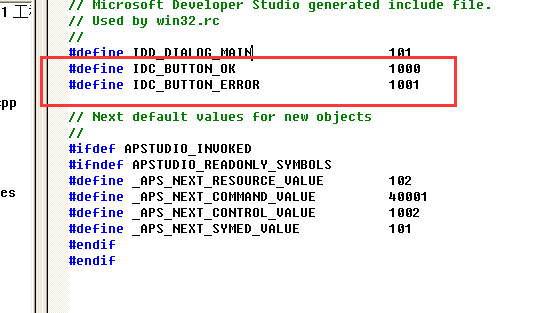 // Microsoft Developer Studio generated include file.
1 工
// Used by win32.rc
//
#define IDD_DIALOG_MAIN 101
#define IDC_BUTTON_OK 1000
#define IDC_BUTTON_ERROR 1001
cpp
// Next default values for new objects
//
#ifdef APSTUDIO_INVOKED
#ifndef APSTUDIO_READONLY_SYMBOLS
#define _APS_NEXT_RESOURCE_VALUE 102
es
#define _APS_NEXT_COMMAND_VALUE 40001
#define _APS_NEXT_CONTROL_VALUE 1002
#define _APS_NEXT_SYMED_VALUE 101
#endif
#endif